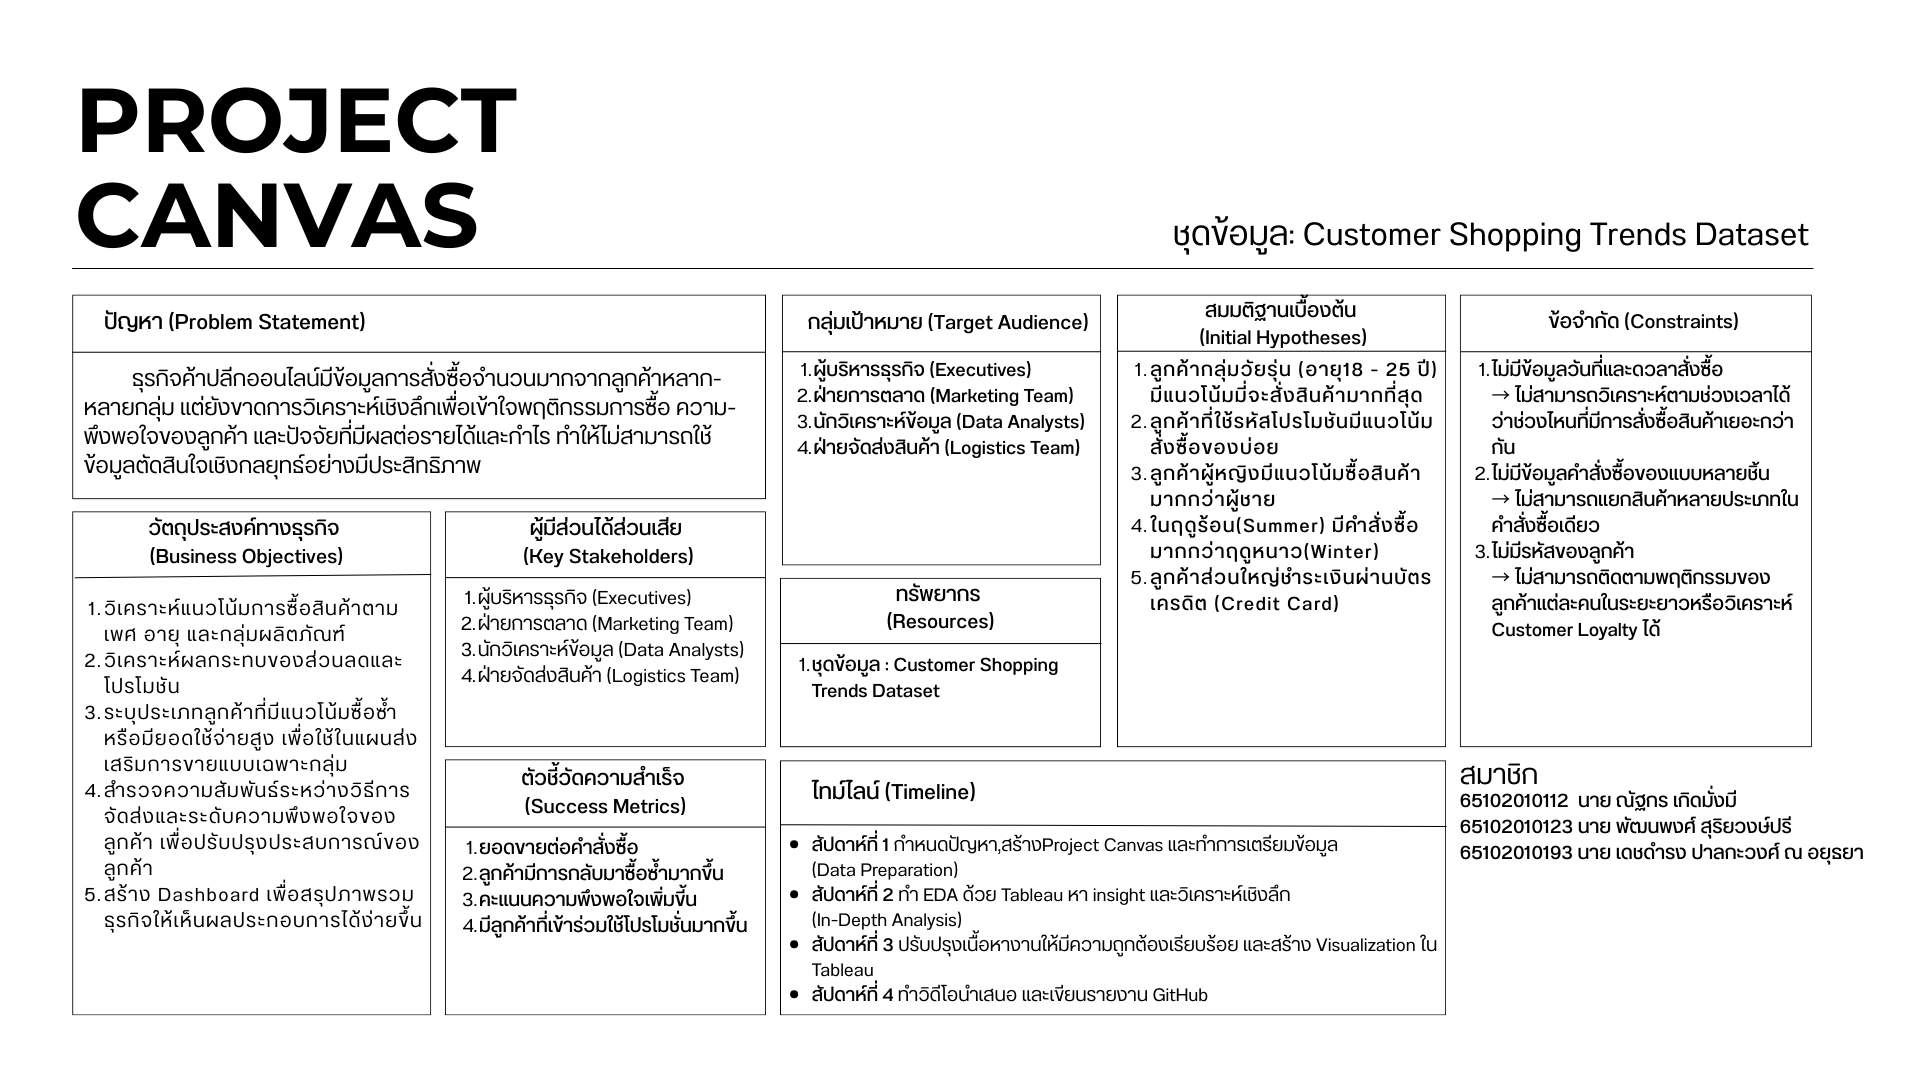 PROJECT
CANVAS
ชุดข้อมูล: Customer Shopping Trends Dataset
ปัญหา (Problem Statement)
ธุรกิจค้าปลีกออนไลน์มีข้อมูลการสั่งซื้อจำนวนมากจากลูกค้าหลาก-
หลายกลุ่ม แต่ยังขาดการวิเคราะห์เชิงลึกเพื่อเข้าใจพฤติกรรมการซื้อ ความ-
พึงพอใจของลูกค้า และปัจจัยที่มีผลต่อรายได้และกำไร ทำให้ไม่สามารถใช้
ข้อมูลตัดสินใจเชิงกลยุทธ์อย่างมีประสิทธิภาพ
วัตถุประสงค์ทางธุรกิจ
(Business Objectives)
1. วิเคราะห์แนวโน้มการซื้อสินค้าตาม
เพศ อายุ และกลุ่มผลิตภัณฑ์
2. วิเคราะห์ผลกระทบของส่วนลดและ
โปรโมชัน
3. ระบุประเภทลูกค้าที่มีแนวโน้มซื้อซ้ำ
หรือมียอดใช้จ่ายสูง เพื่อใช้ในแผนส่ง
เสริมการขายแบบเฉพาะกลุ่ม
4. สำรวจความสัมพันธ์ระหว่างวิธีการ
จัดส่งและระดับความพึงพอใจของ
ลูกค้า เพื่อปรับปรุงประสบการณ์ของ
ลูกค้า
5. สร้าง Dashboard เพื่อสรุปภาพรวม
ธุรกิจให้เห็นผลประกอบการได้ง่ายขึ้น
ผู้มีส่วนได้ส่วนเสีย
(Key Stakeholders)
1. ผู้บริหารธุรกิจ (Executives)
2. ฝ่ายการตลาด (Marketing Team)
3. นักวิเคราะห์ข้อมูล (Data Analysts)
4. ฝ่ายจัดส่งสินค้า (Logistics Team)
ตัวชี้วัดความสำเร็จ
(Success Metrics)
1. ยอดขายต่อคำสั่งซื้อ
2. ลูกค้ามีการกลับมาซื้อซ้ำมากขึ้น
3. คะแนนความพึงพอใจเพิ่มขี้น
4. มีลูกค้าที่เข้าร่วมใช้โปรโมชั่นมากขึ้น
กลุ่มเป้าหมาย (Target Audience)
1. ผู้บริหารธุรกิจ (Executives)
2. ฝ่ายการตลาด (Marketing Team)
3. นักวิเคราะห์ข้อมูล (Data Analysts)
4. ฝ่ายจัดส่งสินค้า (Logistics Team)
ทรัพยากร
(Resources)
1. ชุดข้อมูล : Customer Shopping
Trends Dataset
สมมติฐานเบื้องต้น
(Initial Hypotheses)
1. ลูกค้ากลุ่มวัยรุ่น (อายุ18 - 25 ปี)
มีแนวโน้มมี่จะสั่งสินค้ามากที่สุด
2. ลูกค้าที่ใช้รหัสโปรโมชันมีแนวโน้ม
สั่งซื้อของบ่อย
3. ลูกค้าผู้หญิงมีแนวโน้มซื้อสินค้า
มากกว่าผู้ชาย
4. ในฤดูร้อน(Summer) มีคำสั่งซื้อ
มากกว่าฤดูหนาว(Winter)
5. ลูกค้าส่วนใหญ่ชำระเงินผ่านบัตร
เครดิต (Credit Card)
ข้อจำกัด (Constraints)
1. ไม่มีข้อมูลวันที่และดวลาสั่งซื้อ
→ ไม่สามารถวิเคราะห์ตามช่วงเวลาได้
ว่าช่วงไหนที่มีการสั่งซื้อสินค้าเยอะกว่า
กัน
2. ไม่มีข้อมูลคำสั่งซื้อของแบบหลายชิ้น
→ ไม่สามารถแยกสินค้าหลายประเภทใน
คำสั่งซื้อเดียว
3. ไม่มีรหัสของลูกค้า
→ ไม่สามารถติดตามพฤติกรรมของ
ลูกค้าแต่ละคนในระยะยาวหรือวิเคราะห์
Customer Loyalty ได้
ไทม์ไลน์ (Timeline)
• สัปดาห์ที่ 1 กำหนดปัญหา,สร้างProject Canvas และทำการเตรียมข้อมูล
(Data Preparation)
• สัปดาห์ที่ 2 ทำ EDA ด้วย Tableau หา insight และวิเคราะห์เชิงลึก
(In-Depth Analysis)
• สัปดาห์ที่ 3 ปรับปรุงเนื้อหางานให้มีความถูกต้องเรียบร้อย และสร้าง Visualization ใน
Tableau
• สัปดาห์ที่ 4 ทำวิดีโอนำเสนอ และเขียนรายงาน GitHub
สมาชิก
65102010112 นาย ณัฐกร เกิดมั่งมี
65102010123 นาย พัฒนพงศ์ สุริยวงษ์ปรี
65102010193 นาย เดชดำรง ปาลกะวงศ์ ณ อยุธยา